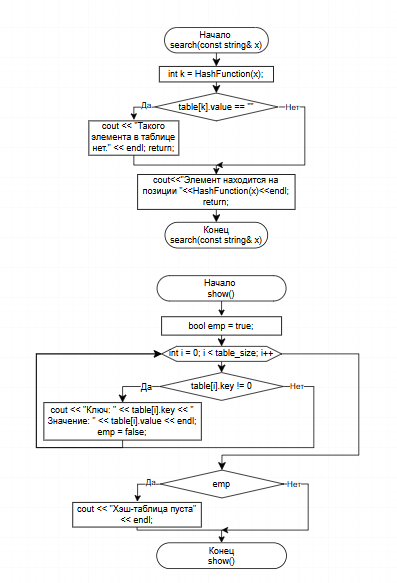 Начало
search(const string& x)
int k = HashFunction(x);
Да
table[k].value == ""
Нет
cout << "Такого
элемента в таблице
нет." << endl; return;
cout<<"Элемент находится на
позиции "<<HashFunction(x)<<endl;
return;
Конец
search(const string& x)
Начало
show()
bool emp = true;
int i = 0; i < table_size; i++
Да
table[i].key != 0
Нет
cout << "Ключ: " << table[i].key << "
Значение: " << table[i].value << endl;
emp = false;
Да
emp
Нет
cout << "Хэш-таблица пуста"
<< endl;
Конец
show()